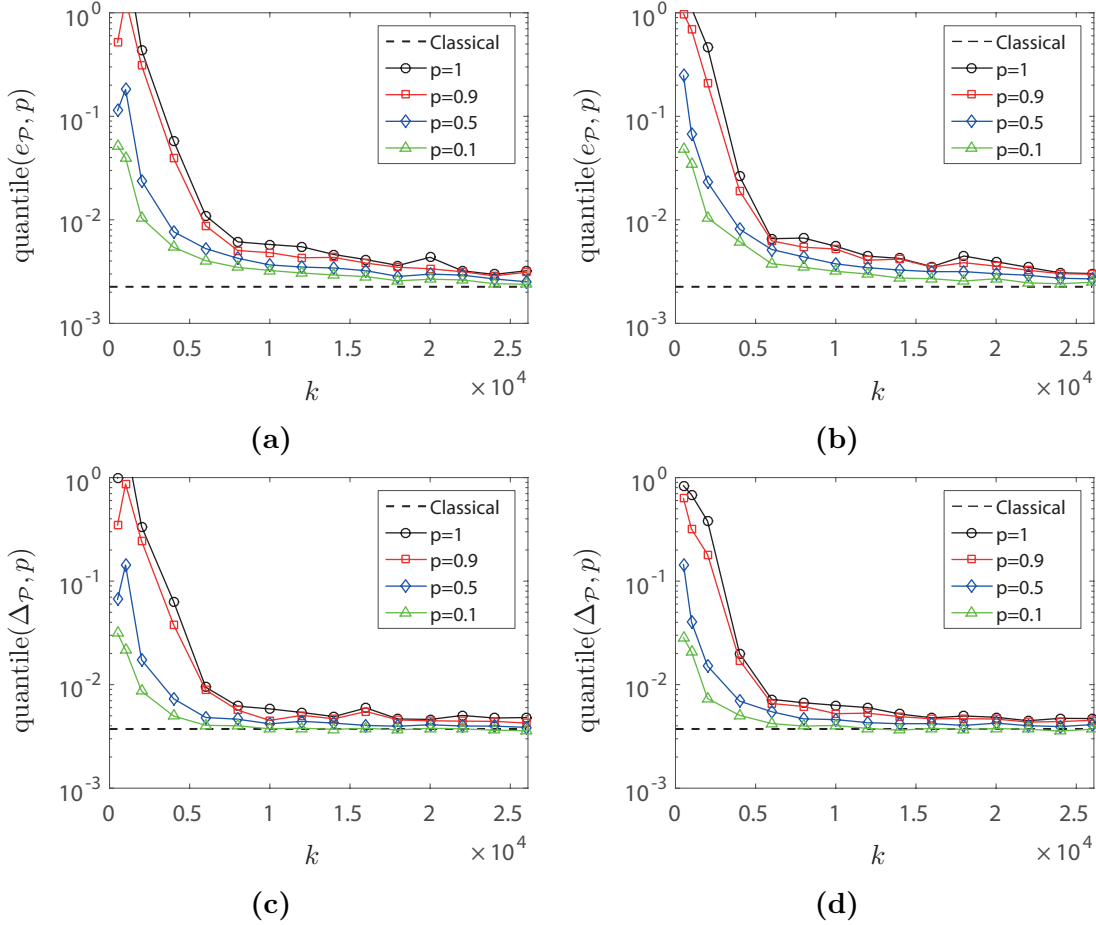 10^0
10^-1
10^-2
10^-3
quantile(e_𝒫, p)
0 0.5 1 1.5 2 2.5
× 10^4
k
Classical
p=1
p=0.9
p=0.5
p=0.1
(a)
10^0
10^-1
10^-2
10^-3
quantile(e_𝒫, p)
0 0.5 1 1.5 2 2.5
× 10^4
k
Classical
p=1
p=0.9
p=0.5
p=0.1
(b)
10^0
10^-1
10^-2
10^-3
quantile(Δ_𝒫, p)
0 0.5 1 1.5 2 2.5
× 10^4
k
Classical
p=1
p=0.9
p=0.5
p=0.1
(c)
10^0
10^-1
10^-2
10^-3
quantile(Δ_𝒫, p)
0 0.5 1 1.5 2 2.5
× 10^4
k
Classical
p=1
p=0.9
p=0.5
p=0.1
(d)